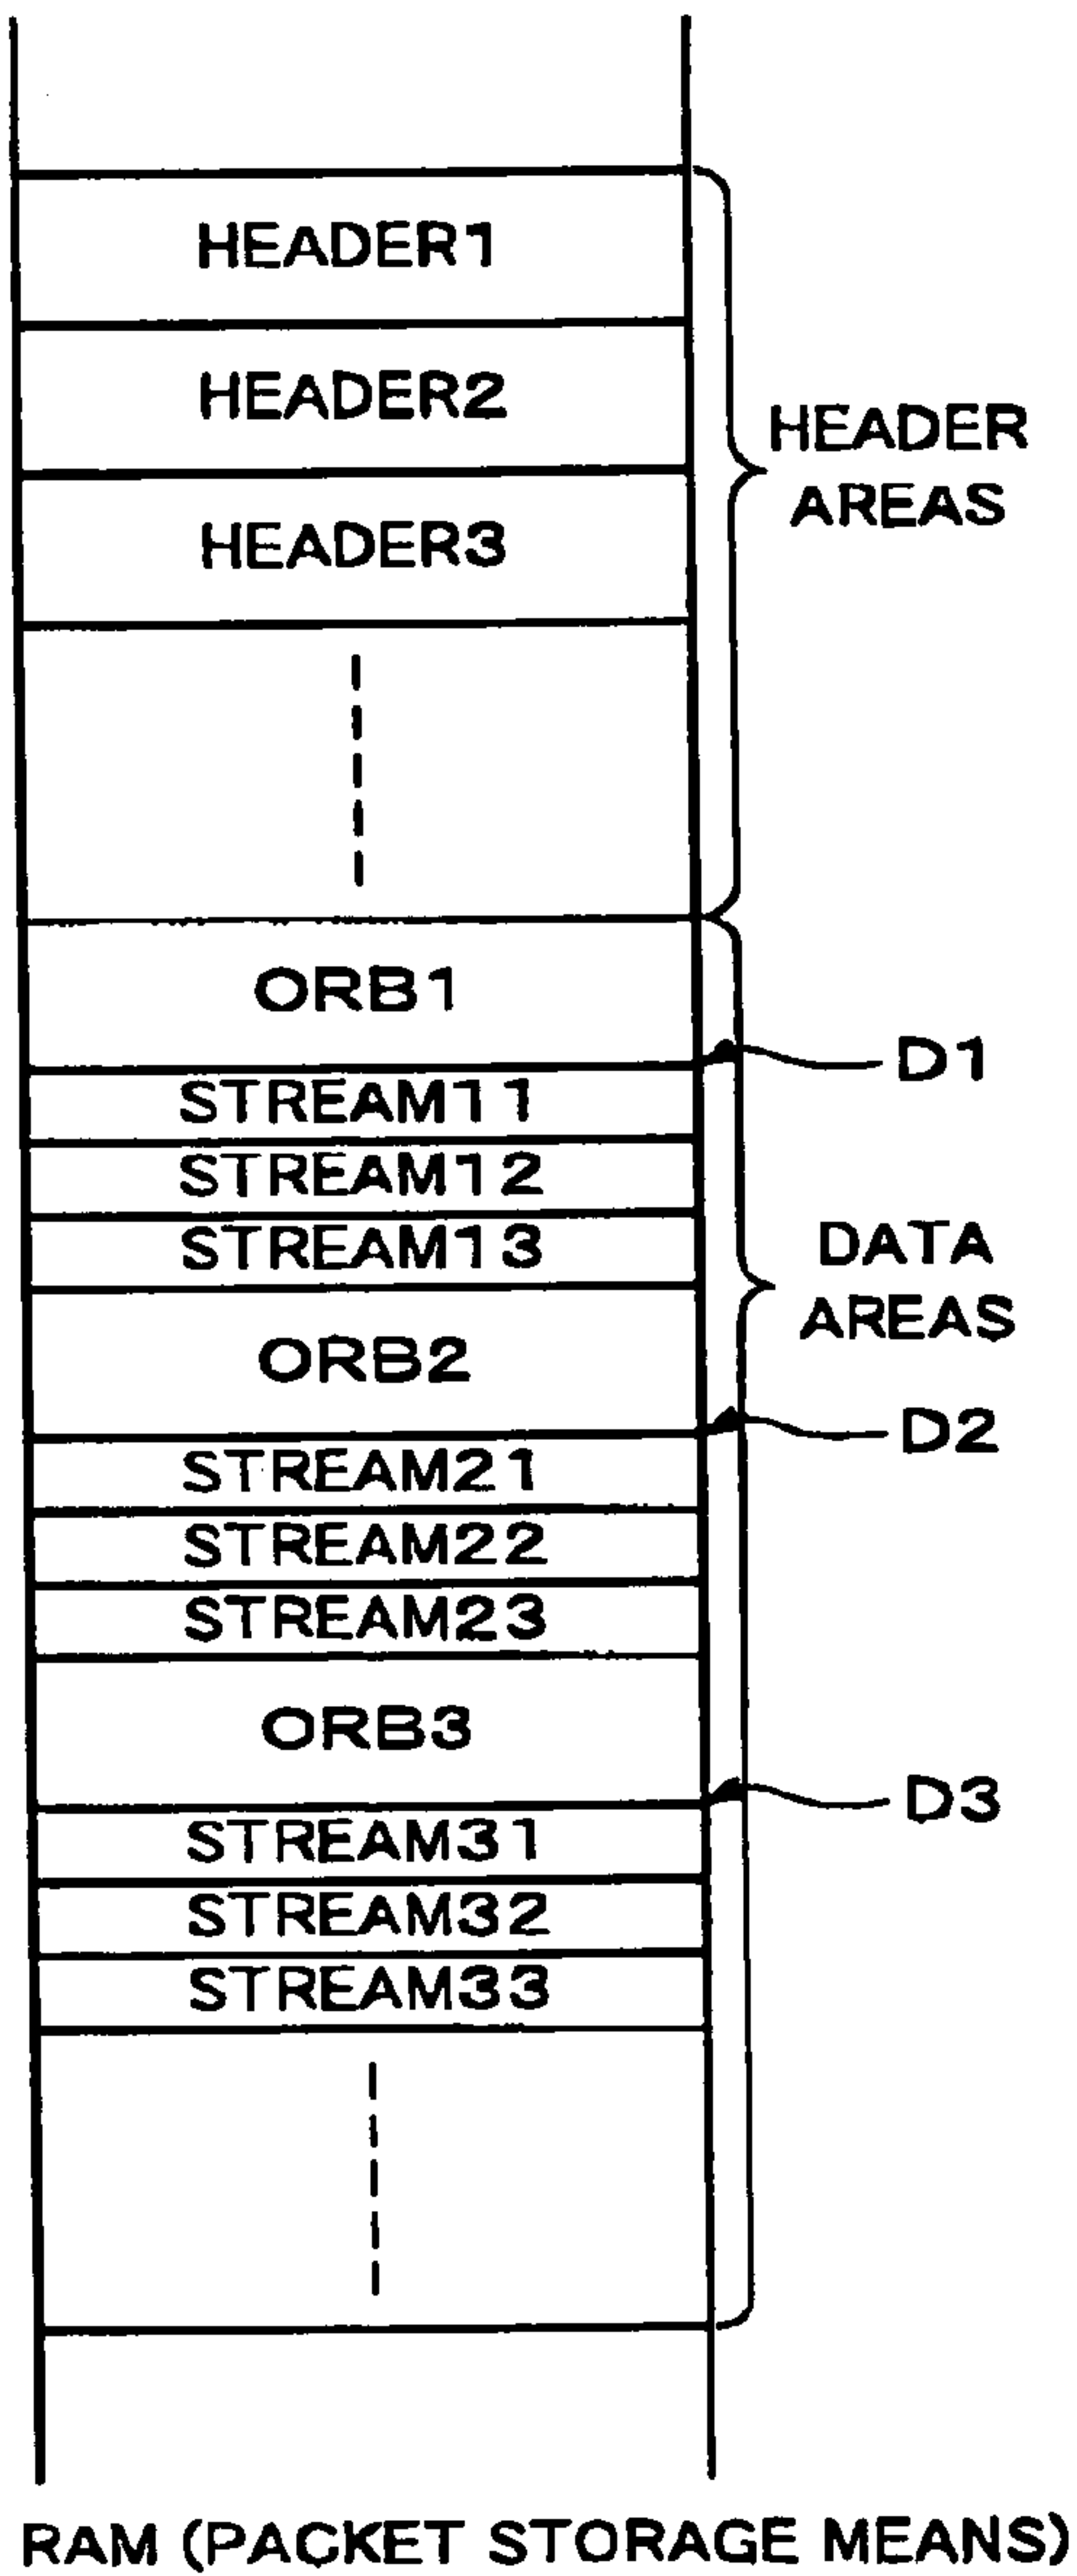 HEADER1
HEADER2
HEADER3
HEADER
AREAS
ORB1
D1
STREAM11
STREAM12
STREAM13
DATA
AREAS
ORB2
D2
STREAM21
STREAM22
STREAM23
ORB3
D3
STREAM31
STREAM32
STREAM33
RAM (PACKET STORAGE MEANS)